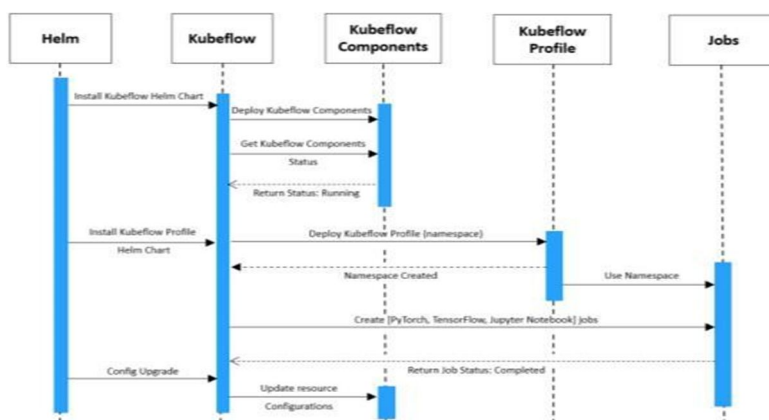 Helm
Kubeflow
Kubeflow
Components
Kubeflow
Profile
Jobs
Install Kubeflow Helm Chart
Deploy Kubeflow Components
Get Kubeflow Components
Status
Return Status: Running
Install Kubeflow Profile
Helm Chart
Deploy Kubeflow Profile (namespace)
Namespace Created
Use Namespace
Create [PyTorch, TensorFlow, Jupyter Notebook] Jobs
Return Job Status: Completed
Config Upgrade
Update resource
Configurations